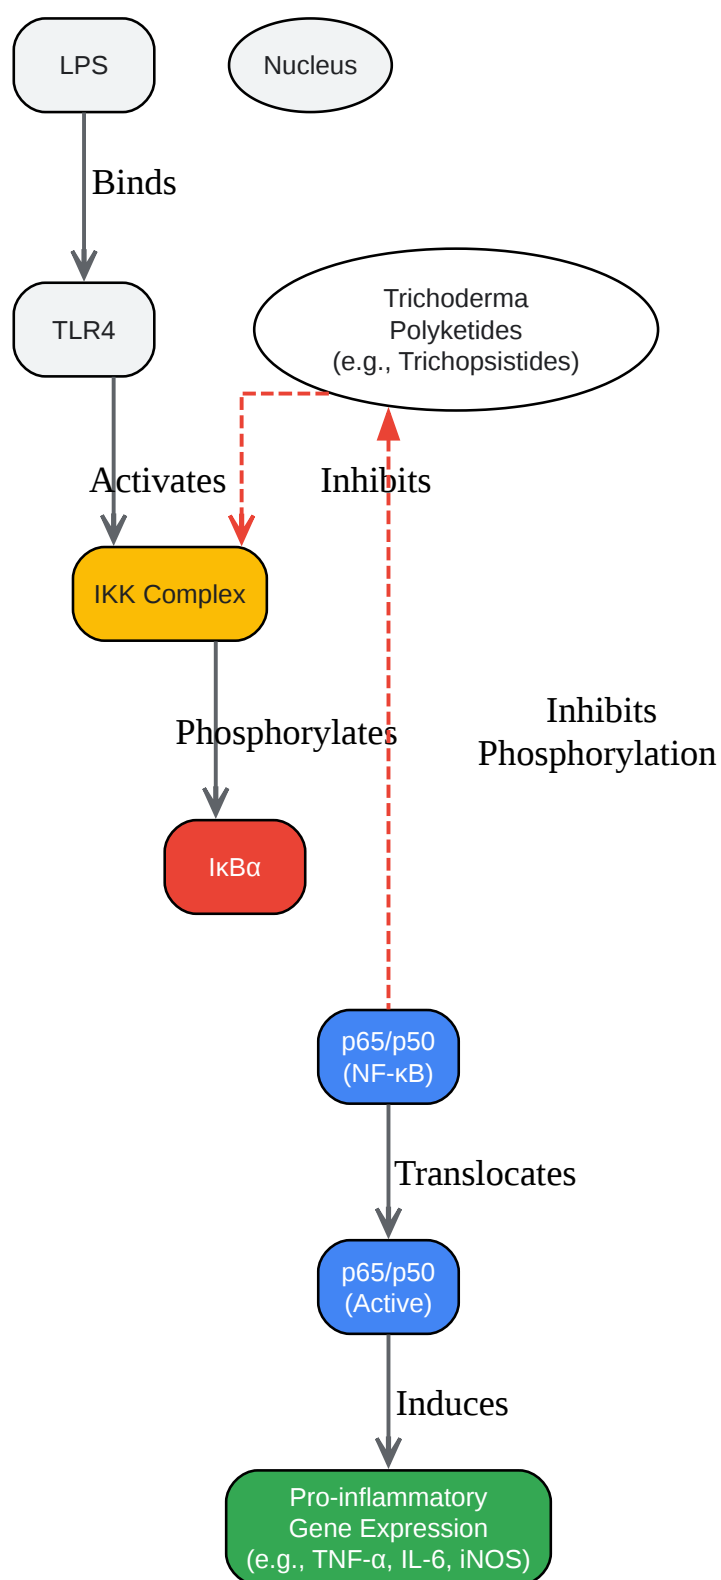 LPS
Nucleus
Binds
TLR4
Trichoderma
Polyketides
(e.g., Trichopsistides)
Activates
Inhibits
IKK Complex
Inhibits
Phosphorylation
Phosphorylates
IκBα
p65/p50
(NF-κB)
Translocates
p65/p50
(Active)
Induces
Pro-inflammatory
Gene Expression
(e.g., TNF-α, IL-6, iNOS)